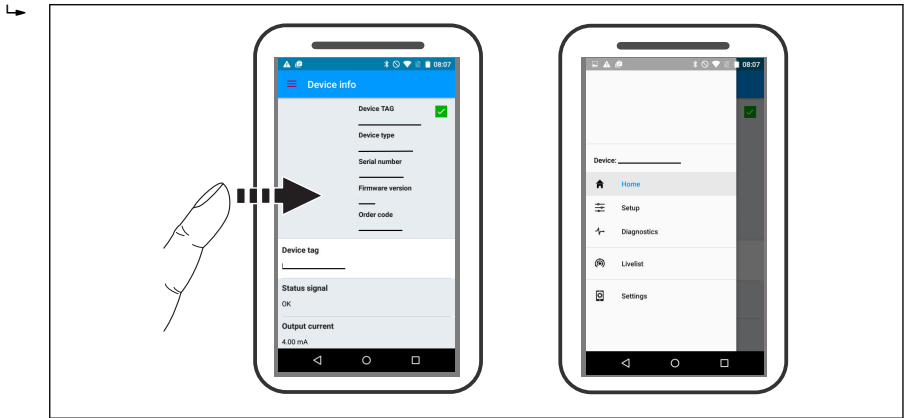 08:07
Device info
Device TAG
Device type
Serial number
Firmware version
Order code
Device tag
Status signal
OK
Output current
4.00 mA
08:07
Device:
Home
Setup
Diagnostics
Livelist
Settings